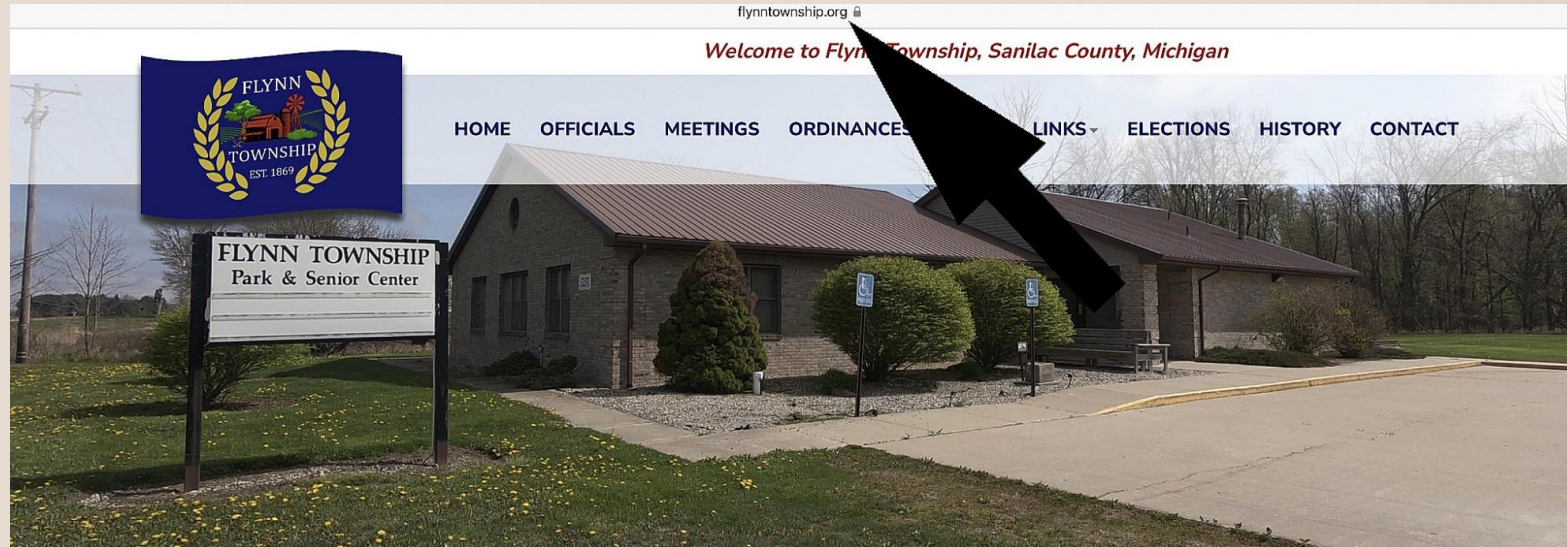 flynntownship.org
Welcome to Flynn Township, Sanilac County, Michigan
FLYNN
TOWNSHIP
EST. 1869
HOME OFFICIALS MEETINGS ORDINANCES LINKS ELECTIONS HISTORY CONTACT
FLYNN TOWNSHIP
Park & Senior Center